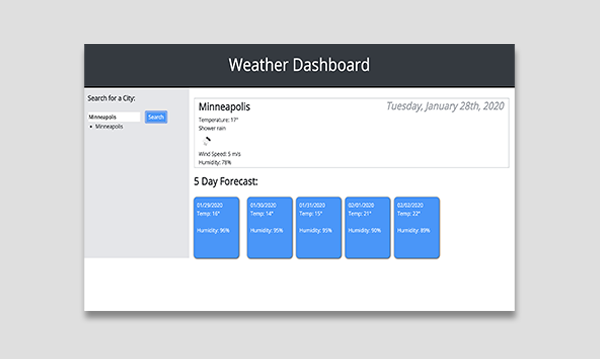 Weather Dashboard
Search for a City:
Minneapolis
Search
Minneapolis
Minneapolis
Tuesday, January 28th, 2020
Temperature: 17°
Shower rain
Wind Speed: 5 m/s
Humidity: 78%
5 Day Forecast:
01/29/2020
Temp: 16°
Humidity: 96%
01/30/2020
Temp: 14°
Humidity: 95%
01/31/2020
Temp: 15°
Humidity: 95%
02/01/2020
Temp: 21°
Humidity: 90%
02/02/2020
Temp: 22°
Humidity: 89%